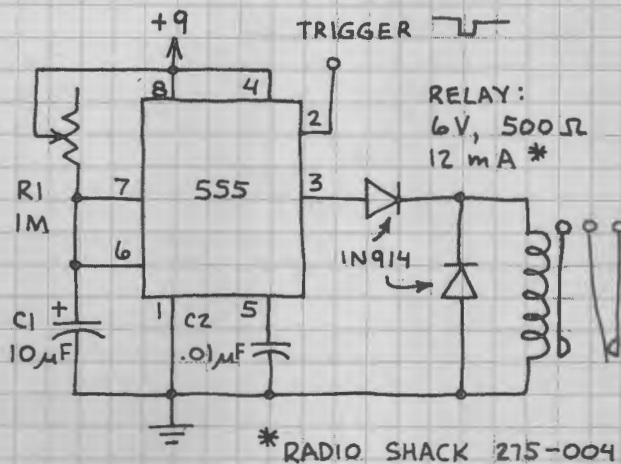 +9
TRIGGER
RELAY:
6V, 500 Ω
12 mA *
8
4
2
R1
1M
7
555
3
6
1N914
C1
+
10µF
1
C2
.01µF
5
* RADIO SHACK 275-004